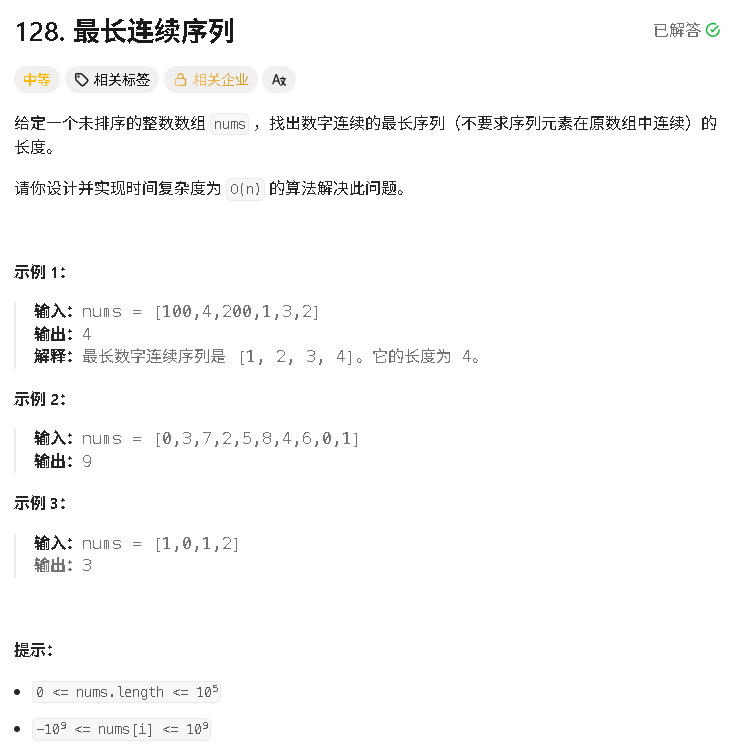 128. 最长连续序列
已解答
中等 相关标签 相关企业 Aあ
给定一个未排序的整数数组 nums ，找出数字连续的最长序列（不要求序列元素在原数组中连续）的
长度。
请你设计并实现时间复杂度为 O(n) 的算法解决此问题。
示例 1：
输入：nums = [100,4,200,1,3,2]
输出：4
解释：最长数字连续序列是 [1, 2, 3, 4]。它的长度为 4。
示例 2：
输入：nums = [0,3,7,2,5,8,4,6,0,1]
输出：9
示例 3：
输入：nums = [1,0,1,2]
输出：3
提示：
0 <= nums.length <= 10⁵
-10⁹ <= nums[i] <= 10⁹